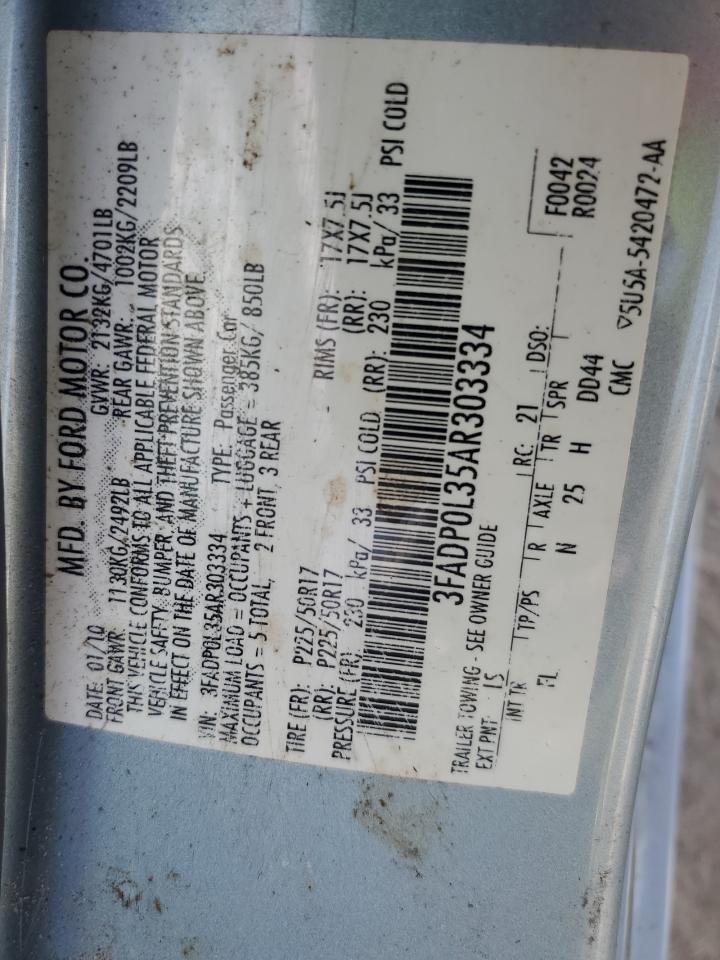 MFD. BY FORD MOTOR CO.
DATE: 01/10 GVWR: 2132KG/4701LB
FRONT GAWR: 1130KG/2492LB REAR GAWR: 1002KG/2209LB
THIS VEHICLE CONFORMS TO ALL APPLICABLE FEDERAL MOTOR
VEHICLE SAFETY, BUMPER, AND THEFT PREVENTION STANDARDS
IN EFFECT ON THE DATE OF MANUFACTURE SHOWN ABOVE.
VIN: 3FADP0L35AR303334 TYPE: Passenger Car
MAXIMUM LOAD = OCCUPANTS + LUGGAGE = 385KG/ 850LB
OCCUPANTS = 5 TOTAL, 2 FRONT, 3 REAR
TIRE (FR): P225/50R17 RIMS (FR): 17X7.5J
(RR): P225/50R17 (RR): 17X7.5J
PRESSURE (FR): 230 kPa/ 33 PSI COLD (RR): 230 kPa/ 33 PSI COLD
3FADP0L35AR303334
TRAILER TOWING - SEE OWNER GUIDE F0042
R0024
EXT PNT: LS RC: 21 DSO:
INT TR TP/PS R AXLE TR SPR
FL N 25 H DD44
CMC ▽5U5A-5420472-AA